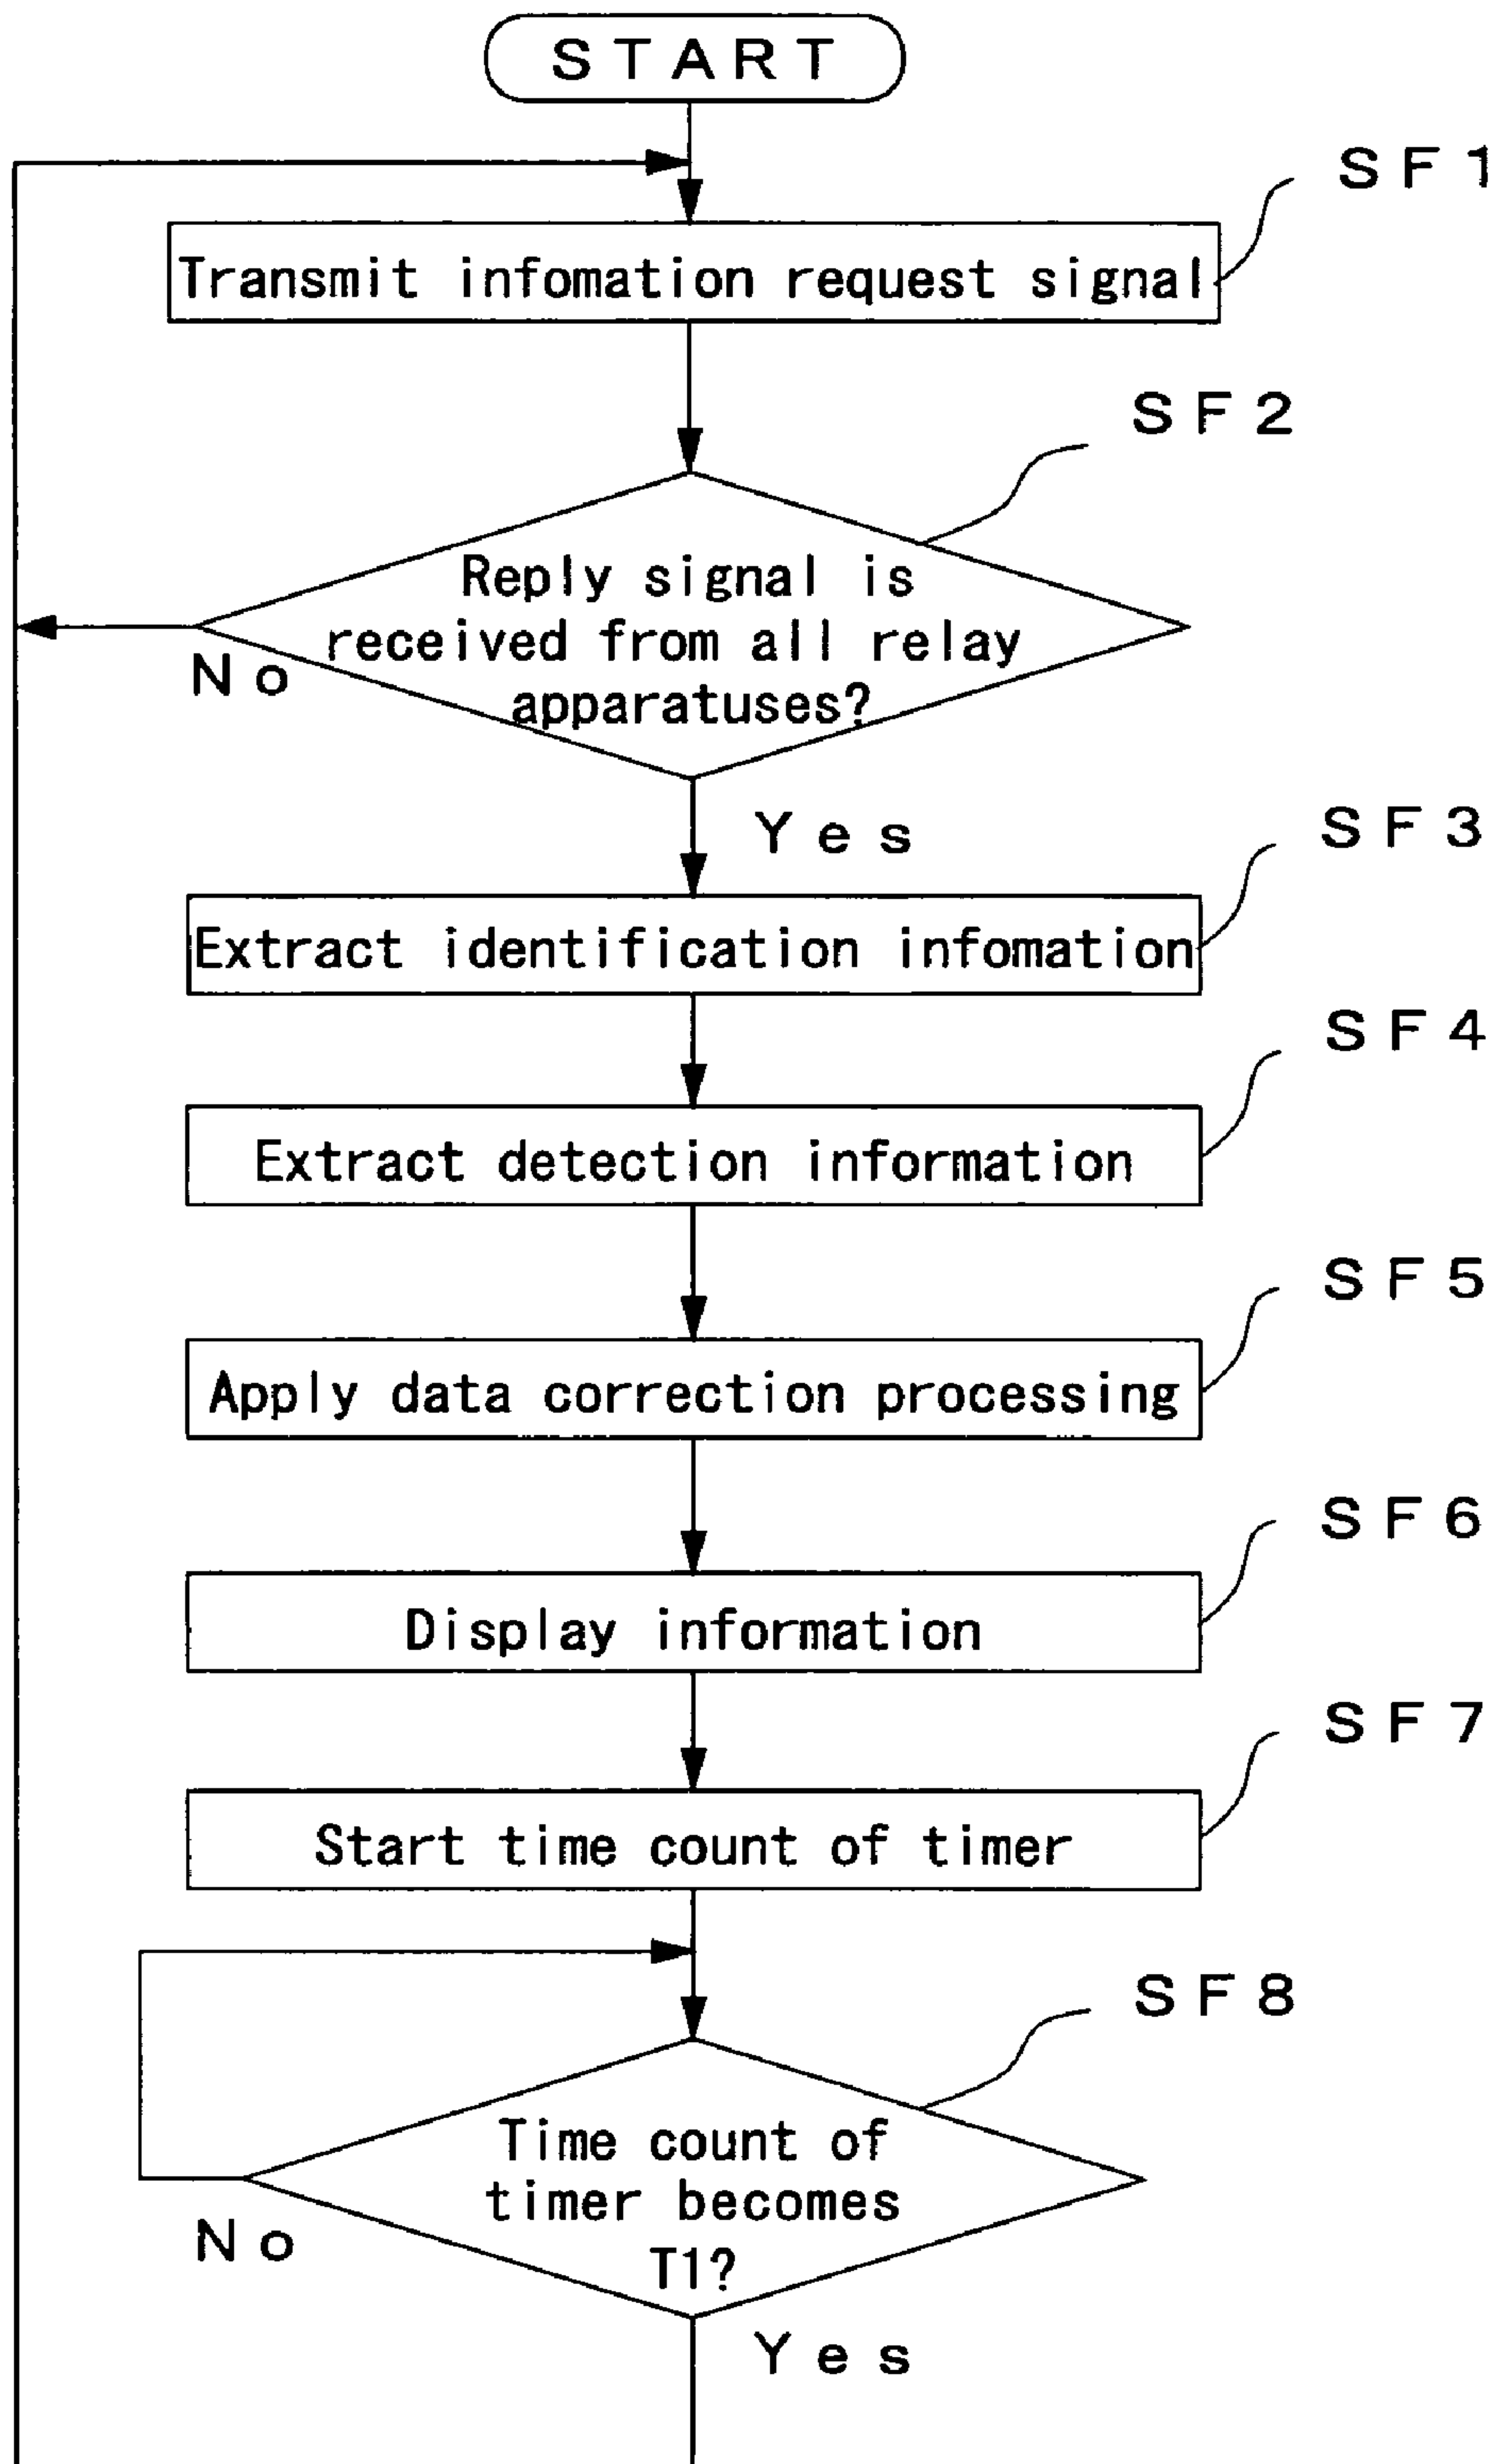 START
SF1
Transmit infomation request signal
SF2
Reply signal is
received from all relay
apparatuses?
No
Yes
SF3
Extract identification infomation
SF4
Extract detection information
SF5
Apply data correction processing
SF6
Display information
SF7
Start time count of timer
SF8
Time count of
timer becomes
T1?
No
Yes